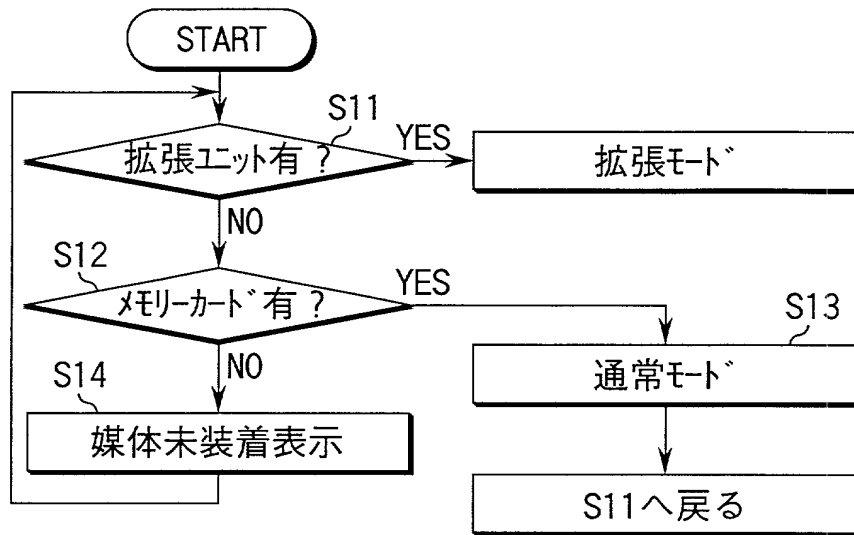 START
S11
拡張ユニット有？
YES
拡張モード
NO
S12
メモリーカード有？
YES
S13
通常モード
NO
S14
媒体未装着表示
S11へ戻る